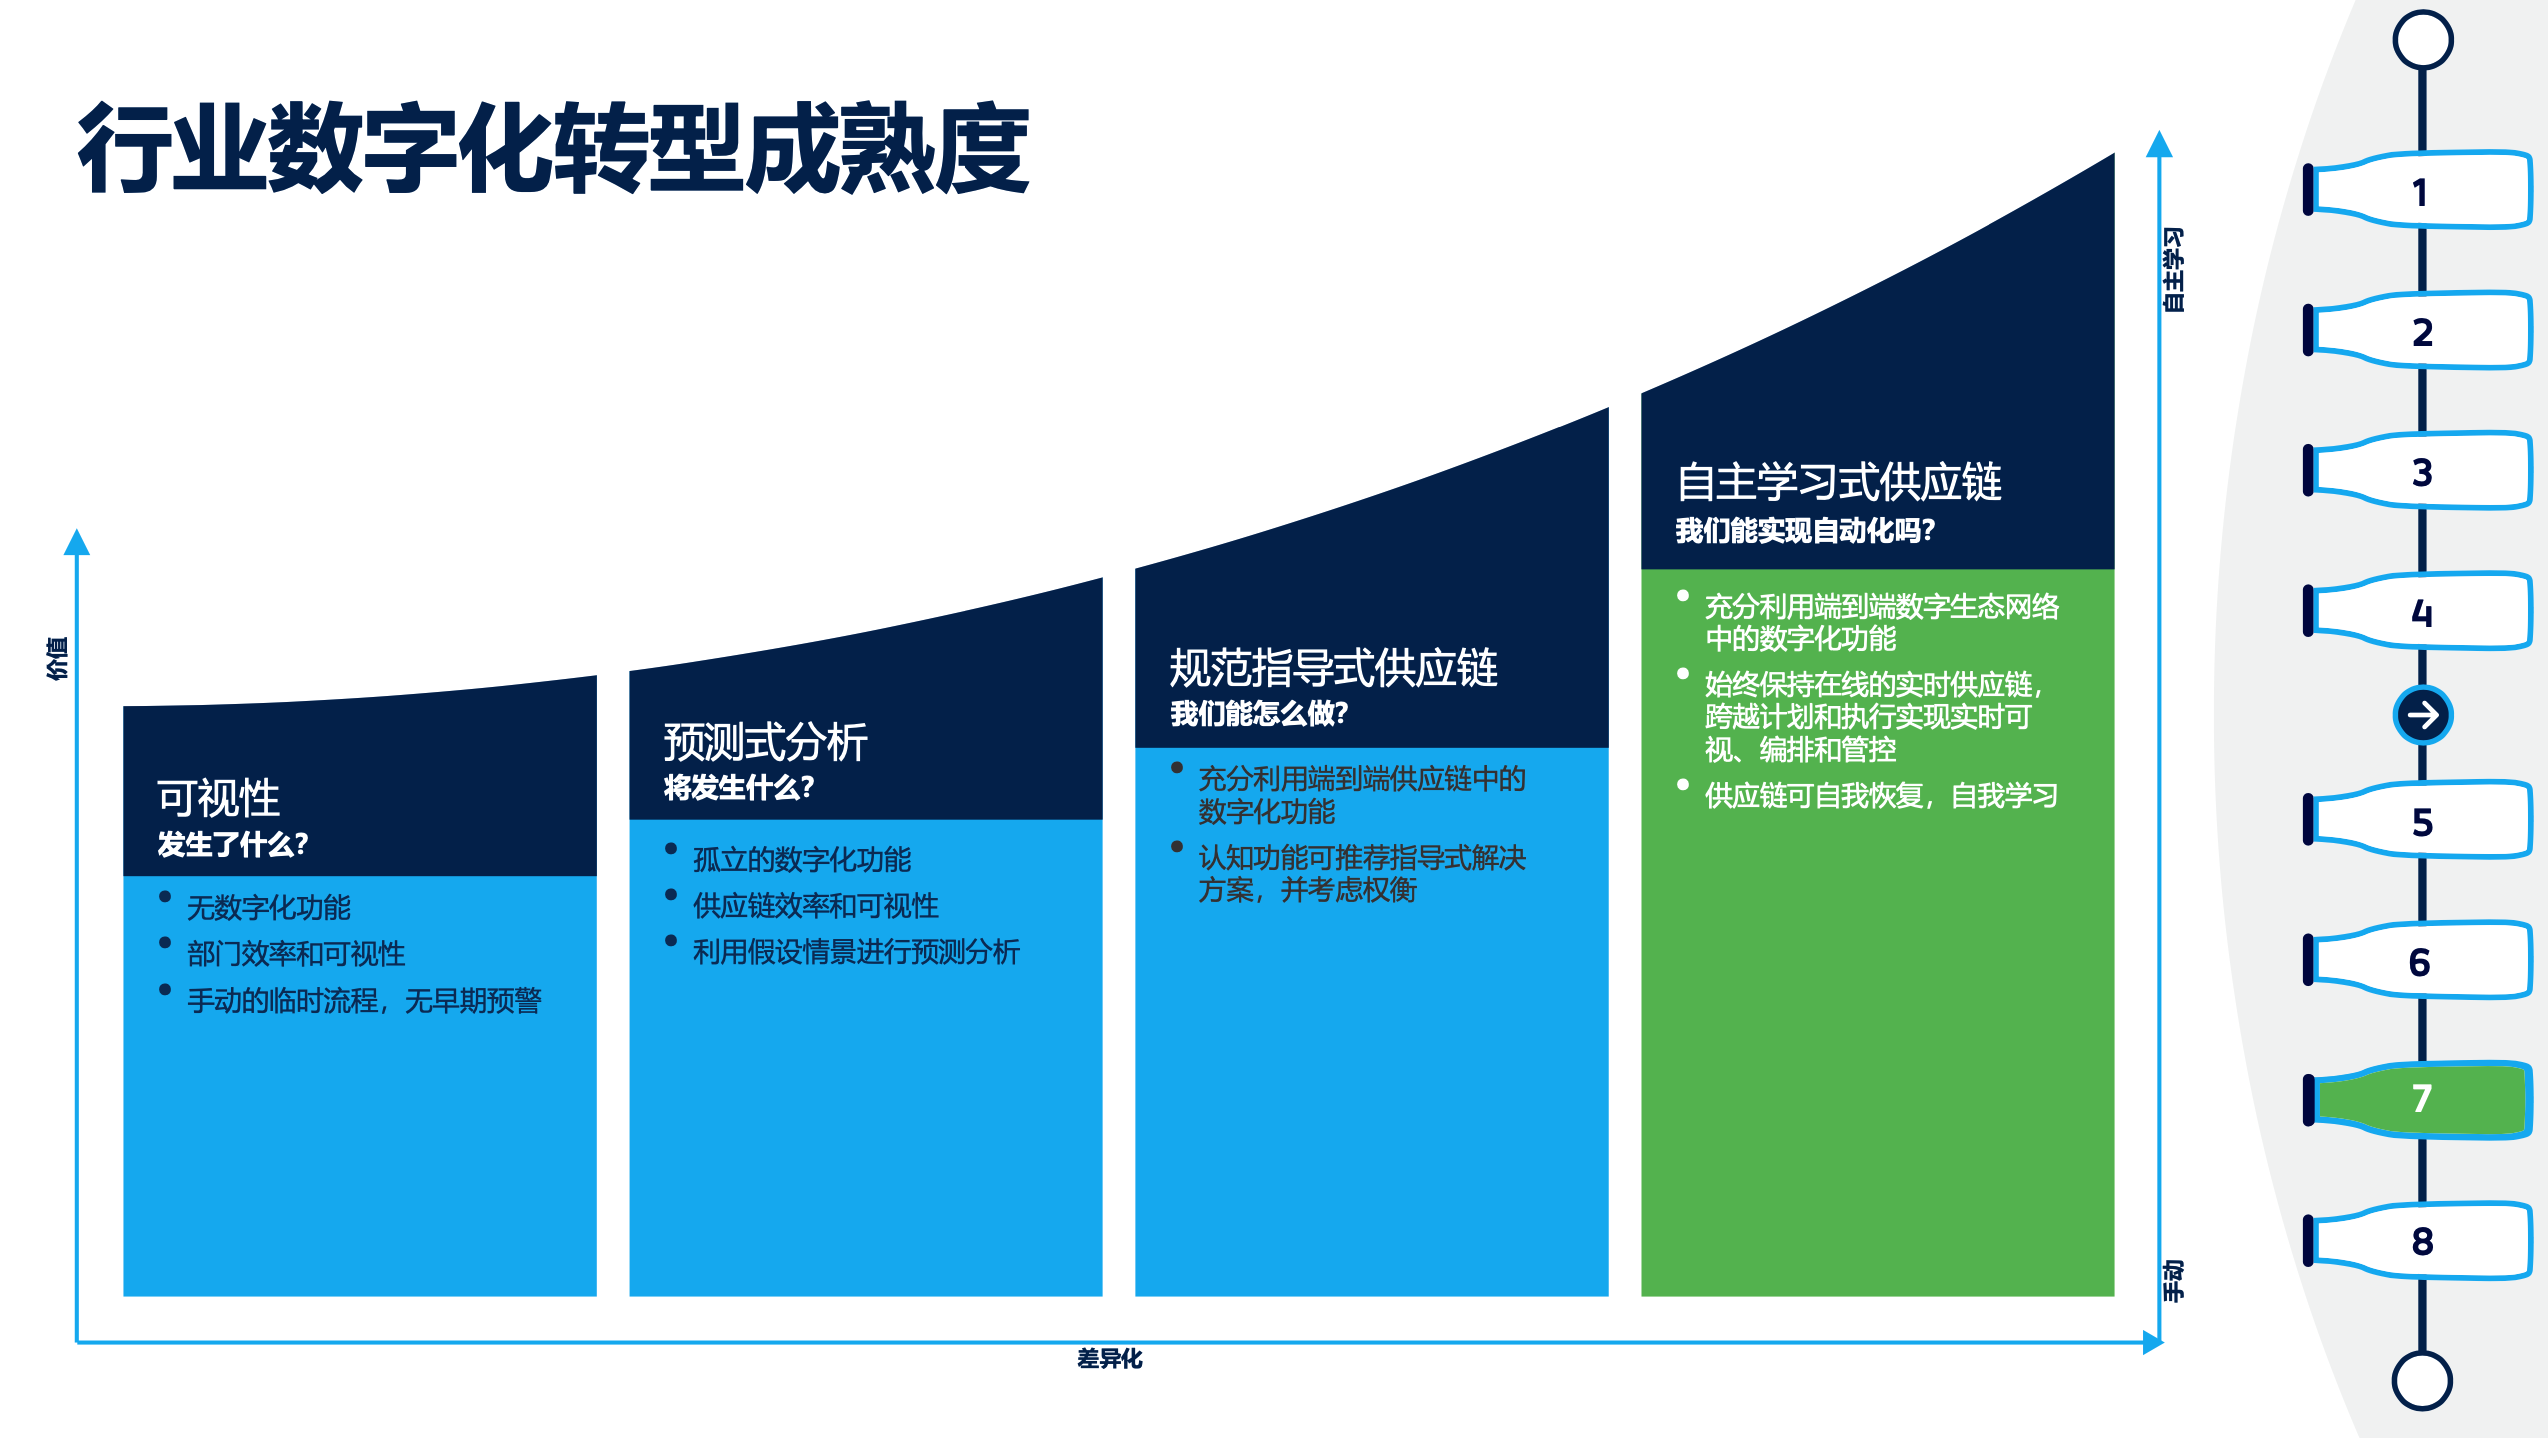 行业数字化转型成熟度
价值
可视性
发生了什么？
无数字化功能
部门效率和可视性
手动的临时流程，无早期预警
预测式分析
将发生什么？
孤立的数字化功能
供应链效率和可视性
利用假设情景进行预测分析
规范指导式供应链
我们能怎么做？
充分利用端到端供应链中的
数字化功能
认知功能可推荐指导式解决
方案，并考虑权衡
自主学习式供应链
我们能实现自动化吗？
充分利用端到端数字生态网络
中的数字化功能
始终保持在线的实时供应链，
跨越计划和执行实现实时可
视、编排和管控
供应链可自我恢复，自我学习
自主学习
手动
差异化
1
2
3
4
5
6
7
8